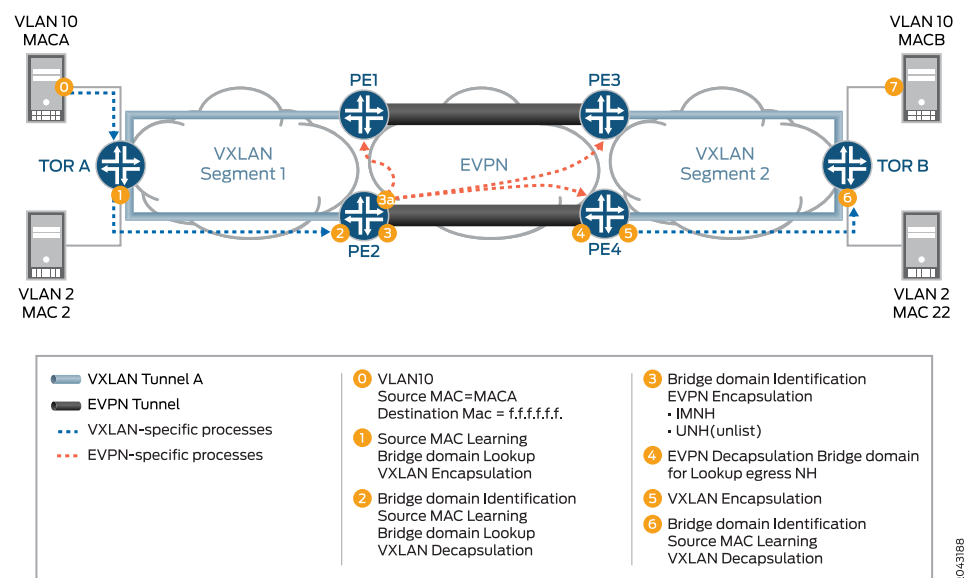 VLAN 10
MACA
VLAN 10
MACB
0
PE1
PE3
7
TOR A
VXLAN
Segment 1
EVPN
VXLAN
Segment 2
TOR B
1
3a
6
2
3
4
5
PE2
PE4
VLAN 2
MAC 2
VLAN 2
MAC 22
VXLAN Tunnel A
EVPN Tunnel
VXLAN-specific processes
EVPN-specific processes
0 VLAN10
Source MAC=MACA
Destination Mac = f.f.f.f.f.f.
1 Source MAC Learning
Bridge domain Lookup
VXLAN Encapsulation
2 Bridge domain Identification
Source MAC Learning
Bridge domain Lookup
VXLAN Decapsulation
3 Bridge domain Identification
EVPN Encapsulation
• IMNH
• UNH(unlist)
4 EVPN Decapsulation Bridge domain
for Lookup egress NH
5 VXLAN Encapsulation
6 Bridge domain Identification
Source MAC Learning
VXLAN Decapsulation
043188